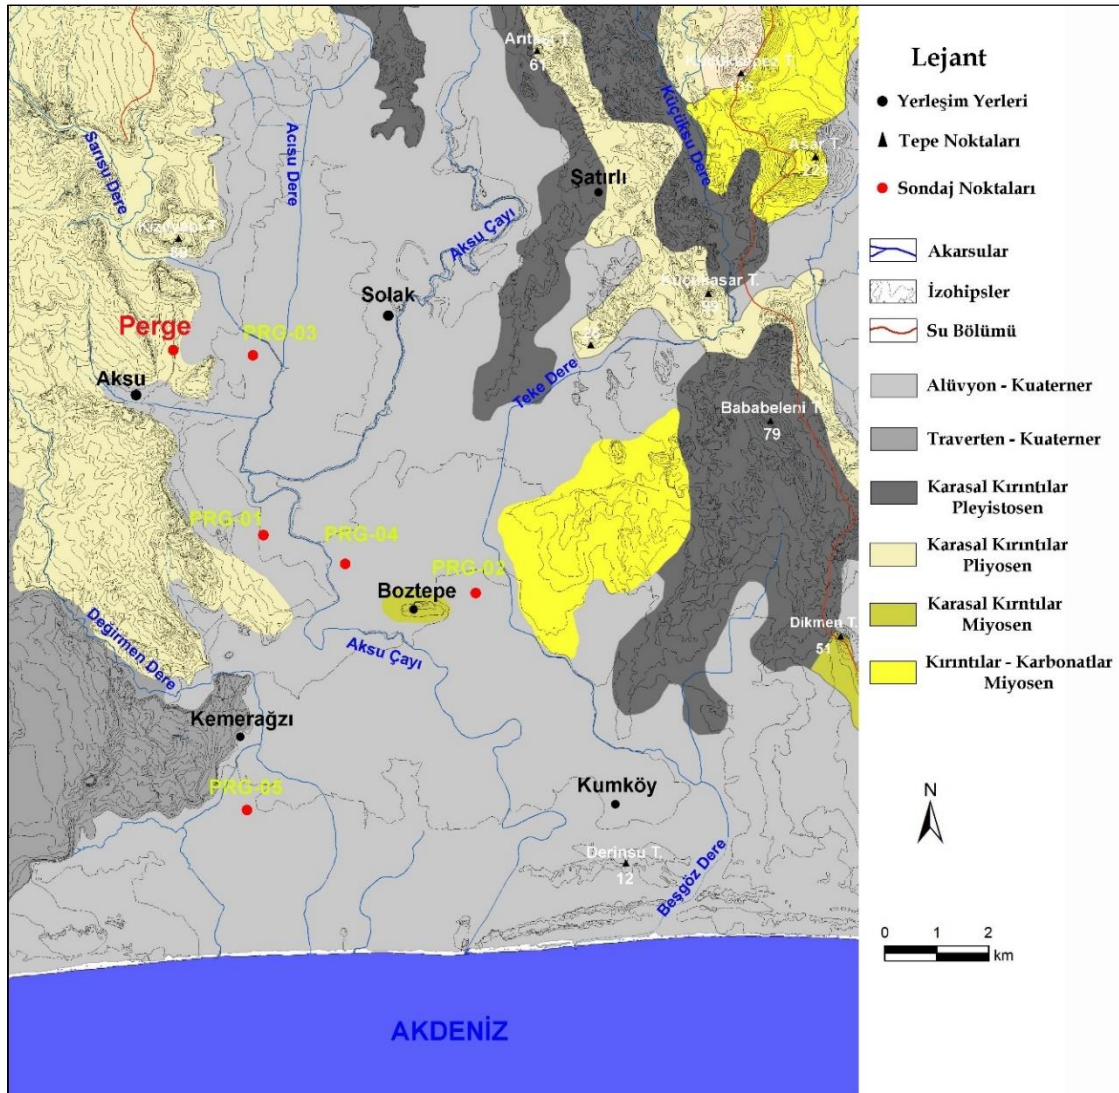 Arıtaşı T.
61
Küçüksu Dere
Asar T.
Sarısu Dere
Acısu Dere
Şatırlı
Aksu Çayı
Solak
Perge
PRG-03
Aksu
Teke Dere
Bababeleni T.
79
PRG-01
PRG-04
PRG-02
Boztepe
Değirmen Dere
Aksu Çayı
Dikmen T.
51
Kemerağzı
PRG-05
Kumköy
Derinsu T.
12
Beşgöz Dere
AKDENİZ
Lejant
Yerleşim Yerleri
Tepe Noktaları
Sondaj Noktaları
Akarsular
İzohipsler
Su Bölümü
Alüvyon - Kuaterner
Traverten - Kuaterner
Karasal Kırıntılar
Pleyistosen
Karasal Kırıntılar
Pliyosen
Karasal Kırntılar
Miyosen
Kırıntılar - Karbonatlar
Miyosen
N
0 1 2
km